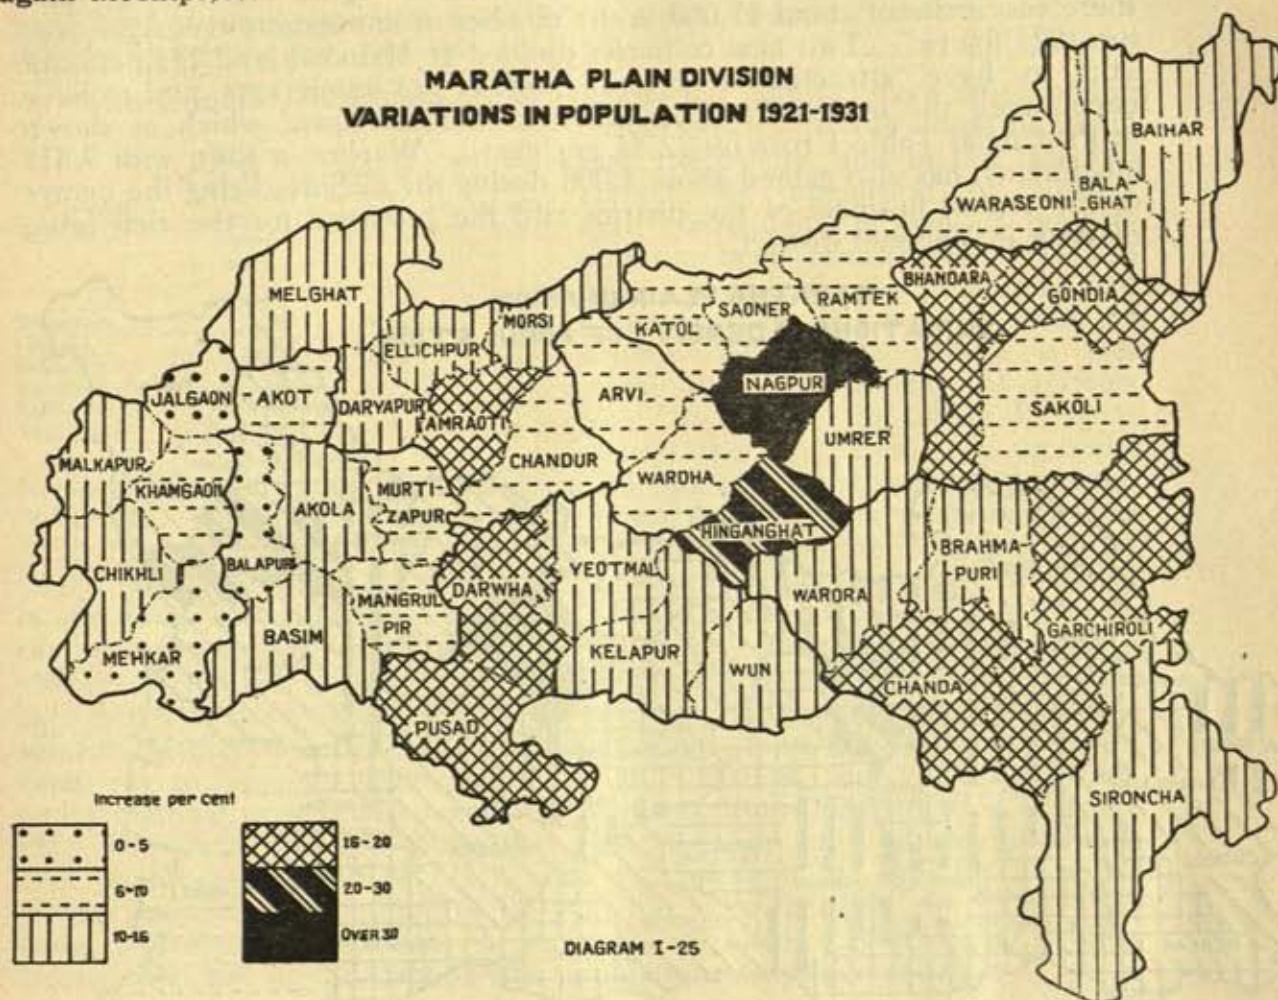 MARATHA PLAIN DIVISION
VARIATIONS IN POPULATION 1921-1931
BAIHAR
BALA-
GHAT
WARASEONI
BHANDARA
GONDIA
MELGHAT
MORSI
SAONER
RAMTEK
KATOL
ELLICHPUR
NAGPUR
JALGAON
AKOT
DARYAPUR
AMRAOTI
ARVI
SAKOLI
UMRER
MALKAPUR
CHANDUR
WARDHA
KHAMGAON
AKOLA
MURTI-
ZAPUR
HINGANGHAT
CHIKHLI
BALAPUR
YEOTMAL
BRAHMA-
PURI
DARWHA
MANGRUL
PIR
WARORA
BASIM
GARCHIROLI
MEHKAR
KELAPUR
WUN
CHANDA
PUSAD
SIRONCHA
Increase per cent
0-5
6-10
10-15
16-20
20-30
OVER 30
DIAGRAM I-25